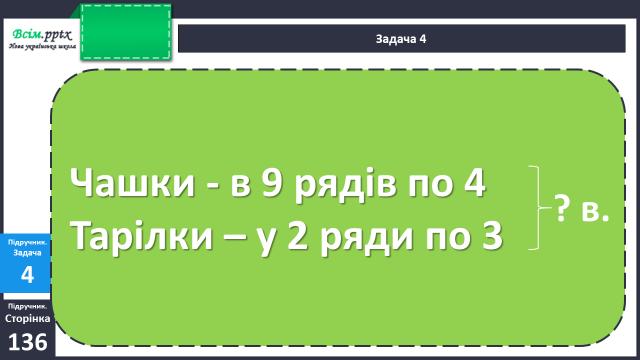 Всім.pptx
Нова українська школа
Задача 4
Чашки - в 9 рядів по 4
Тарілки – у 2 ряди по 3
? в.
Підручник.
Задача
4
Підручник.
Сторінка
136